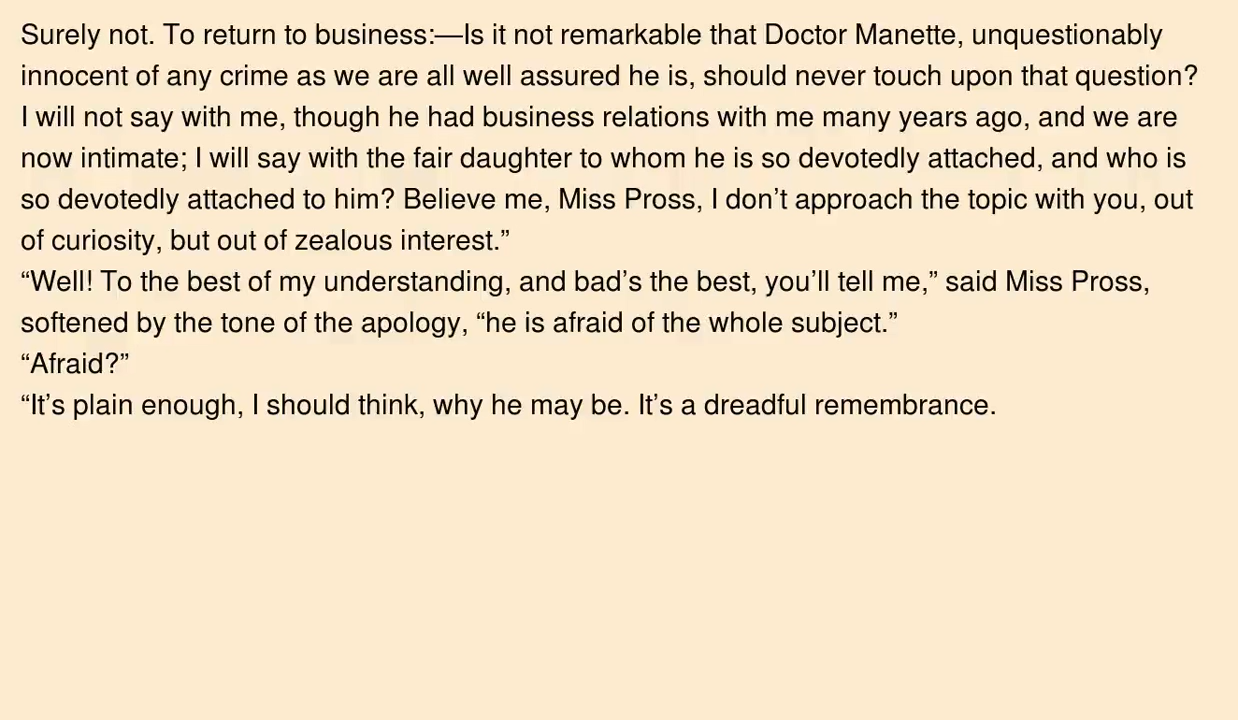 Surely not. To return to business:—Is it not remarkable that Doctor Manette, unquestionably
innocent of any crime as we are all well assured he is, should never touch upon that question?
I will not say with me, though he had business relations with me many years ago, and we are
now intimate; I will say with the fair daughter to whom he is so devotedly attached, and who is
so devotedly attached to him? Believe me, Miss Pross, I don’t approach the topic with you, out
of curiosity, but out of zealous interest.”
“Well! To the best of my understanding, and bad’s the best, you’ll tell me,” said Miss Pross,
softened by the tone of the apology, “he is afraid of the whole subject.”
“Afraid?”
“It’s plain enough, I should think, why he may be. It’s a dreadful remembrance.